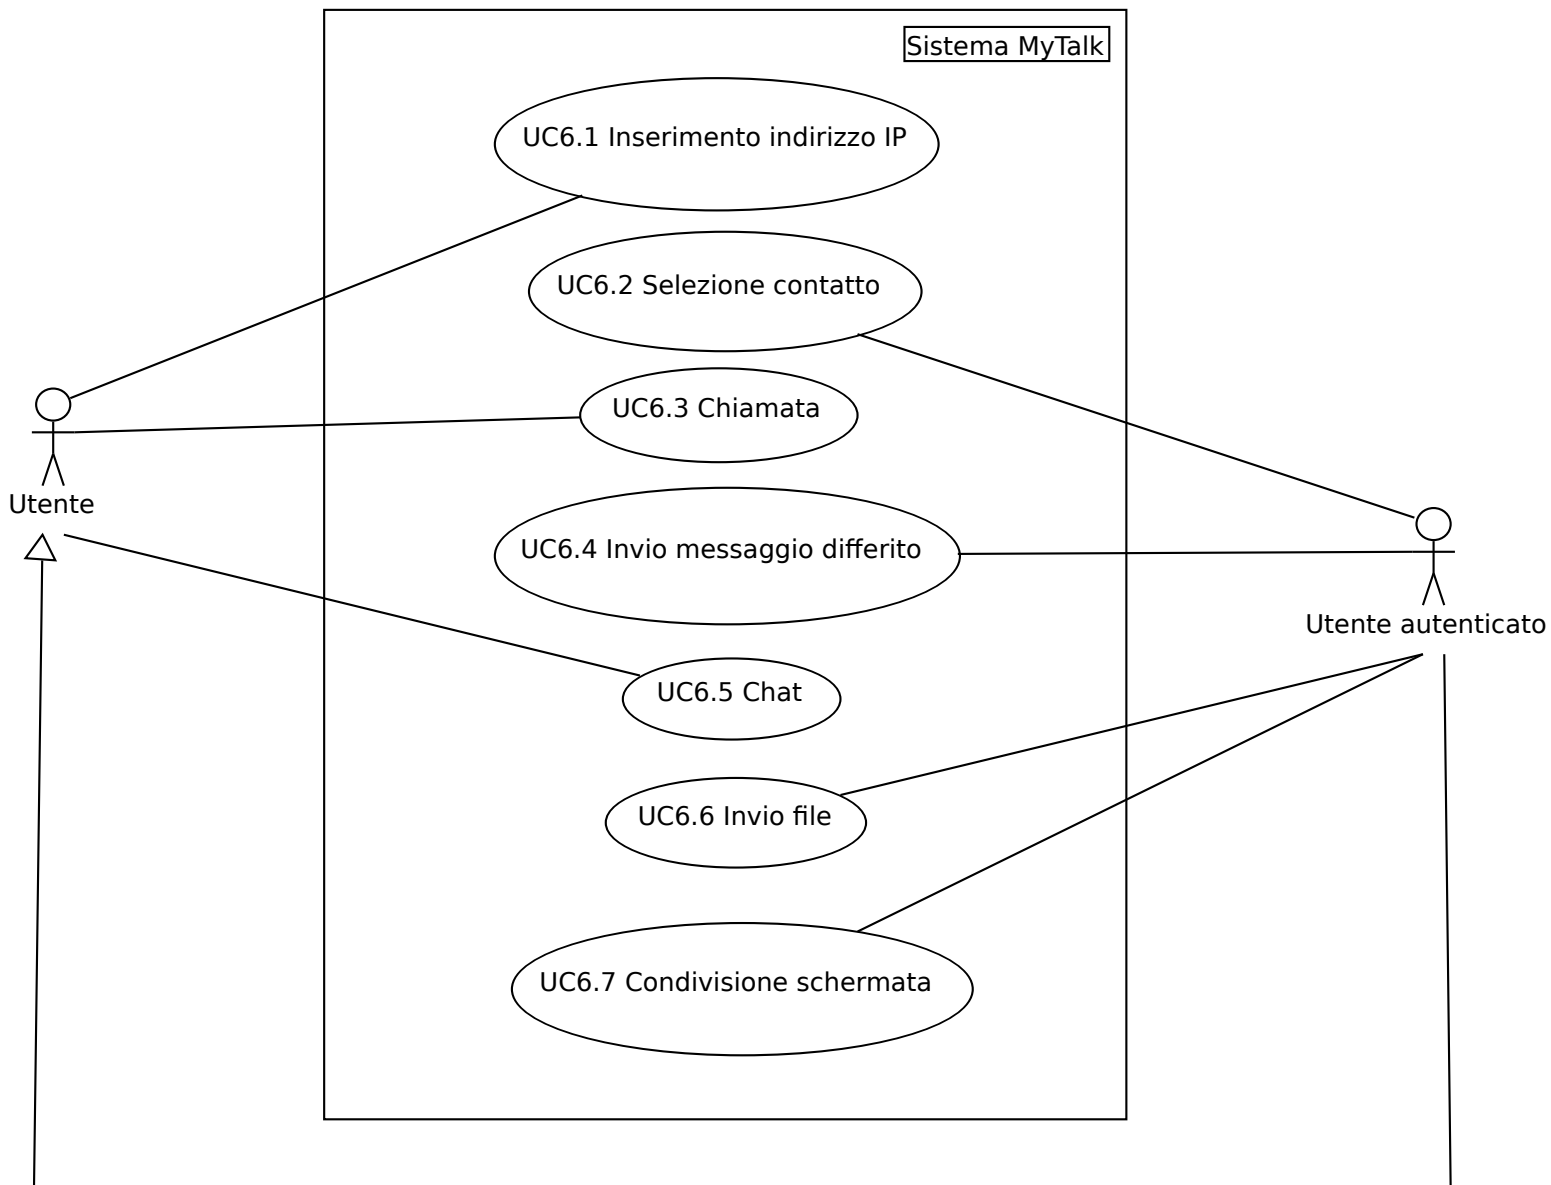 Sistema MyTalk
UC6.1 Inserimento indirizzo IP
UC6.2 Selezione contatto
UC6.3 Chiamata
Utente
UC6.4 Invio messaggio differito
Utente autenticato
UC6.5 Chat
UC6.6 Invio file
UC6.7 Condivisione schermata